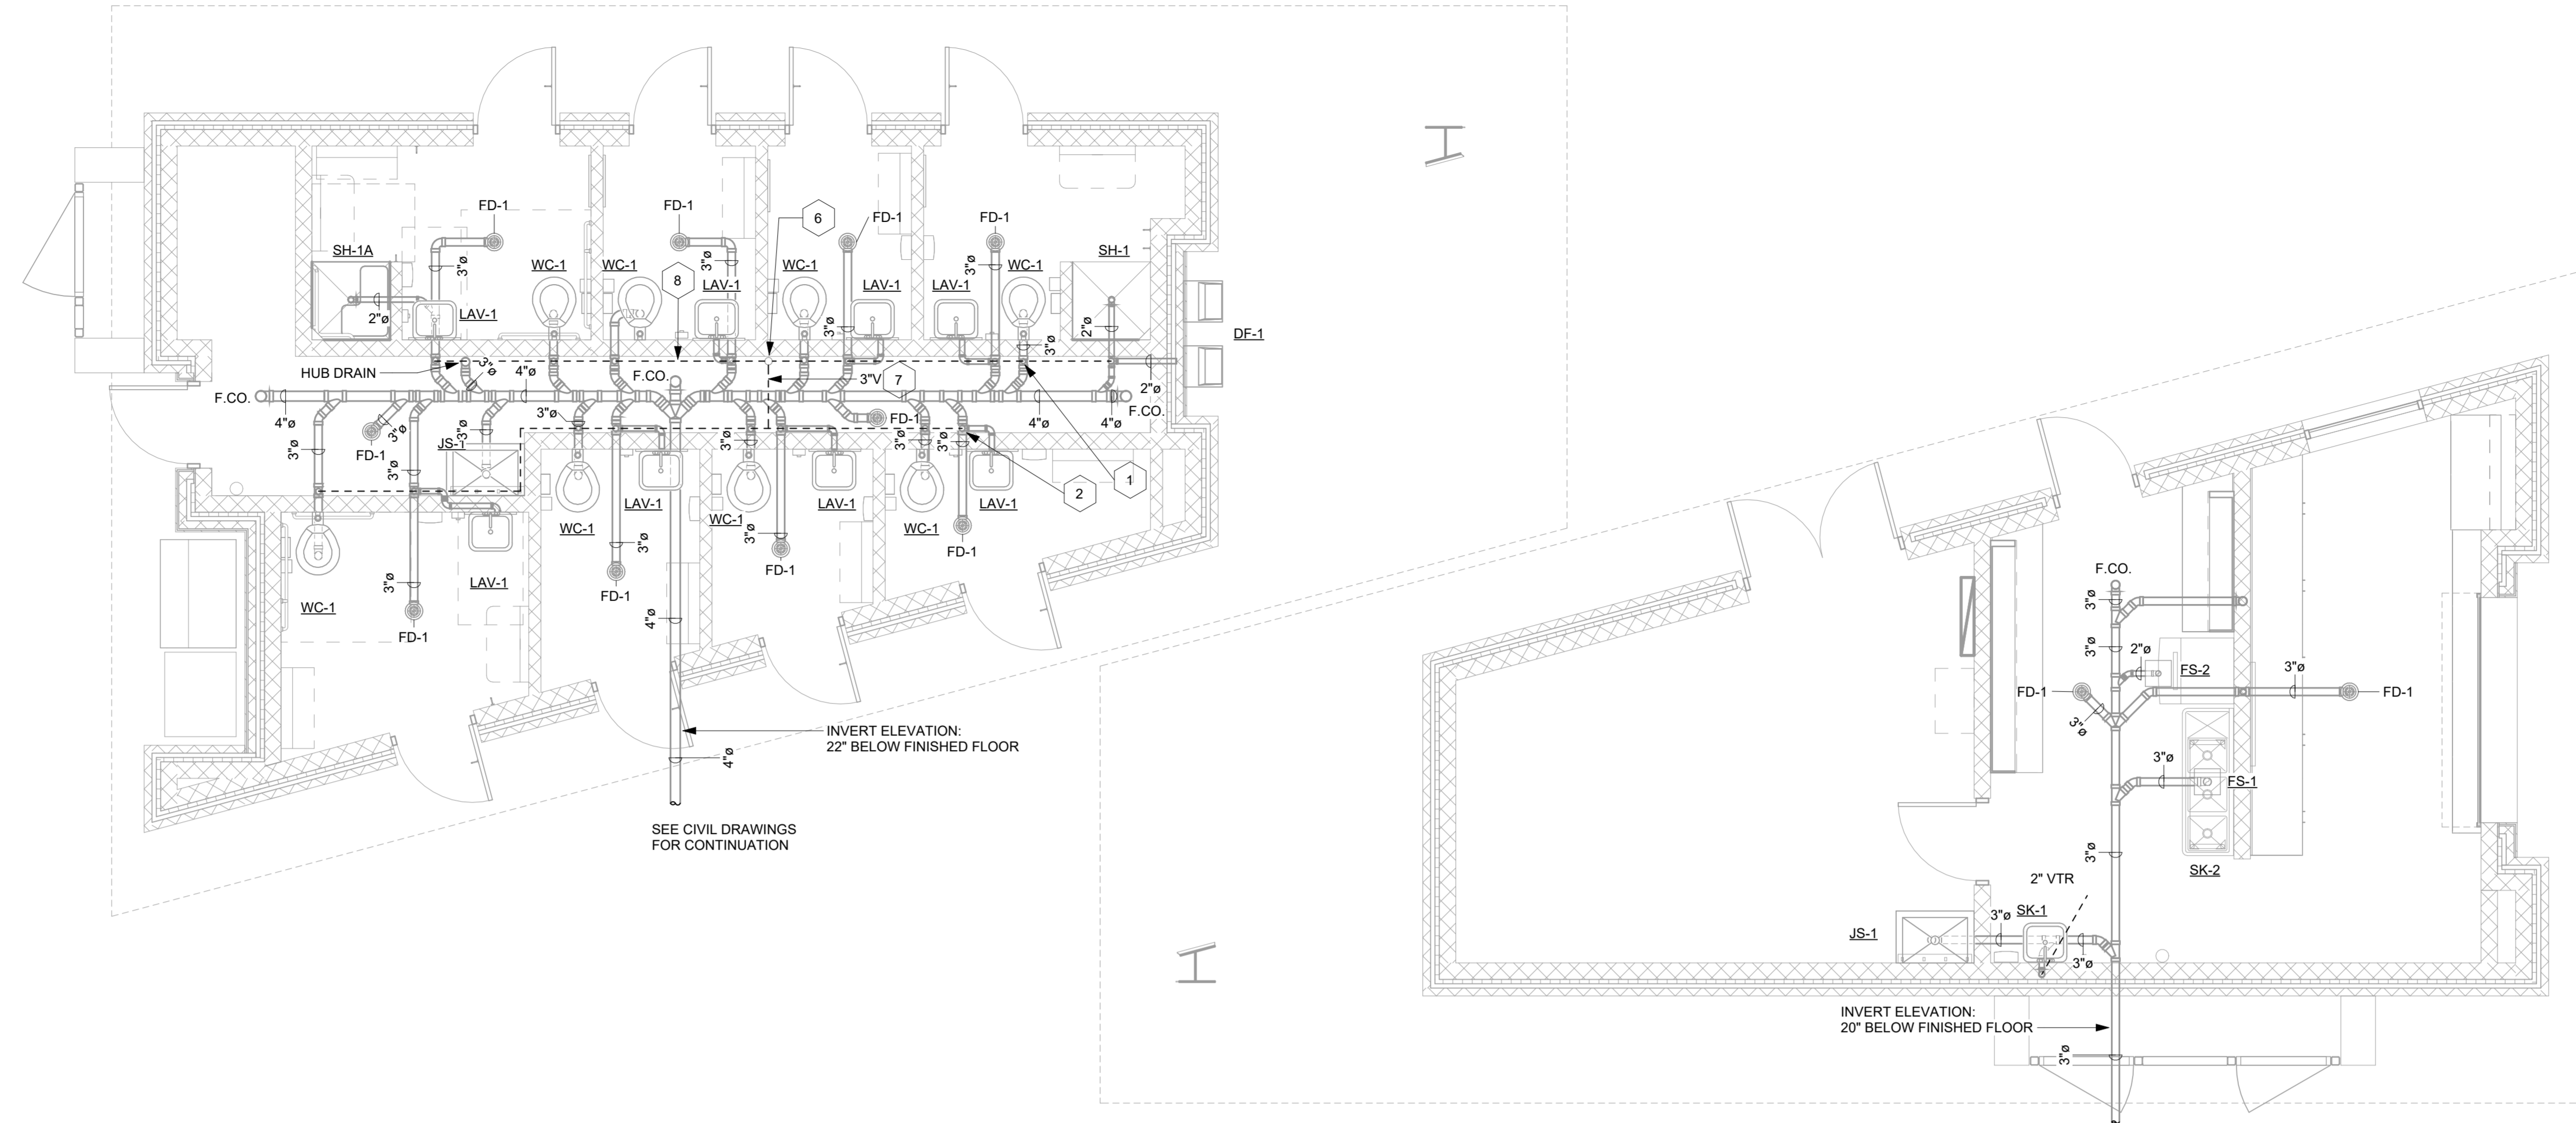 FD-1
FD-1
6
FD-1
FD-1
SH-1A
WC-1
WC-1
3"ø
8
LAV-1
WC-1
LAV-1
LAV-1
3"ø
WC-1
SH-1
3"ø
2"ø
LAV-1
3"ø
2"ø
DF-1
3"ø
HUB DRAIN
3"ø
4"ø
F.CO.
3"V
7
2"ø
F.CO.
4"ø
3"ø
FD-1
4"ø
4"ø
F.CO.
3"ø
FD-1
3"ø
JS-1
3"ø
3"ø
3"ø
3"ø
3"ø
3"ø
2
1
WC-1
LAV-1
WC-1
LAV-1
WC-1
LAV-1
3"ø
3"ø
FD-1
FD-1
3"ø
LAV-1
FD-1
WC-1
FD-1
4"ø
INVERT ELEVATION:
22" BELOW FINISHED FLOOR
4"ø
SEE CIVIL DRAWINGS
FOR CONTINUATION
F.CO.
3"ø
3"ø
2"ø
FS-2
3"ø
FD-1
FD-1
3"ø
3"ø
FS-1
3"ø
SK-2
2" VTR
SK-1
3"ø
JS-1
3"ø
INVERT ELEVATION:
20" BELOW FINISHED FLOOR
3"ø